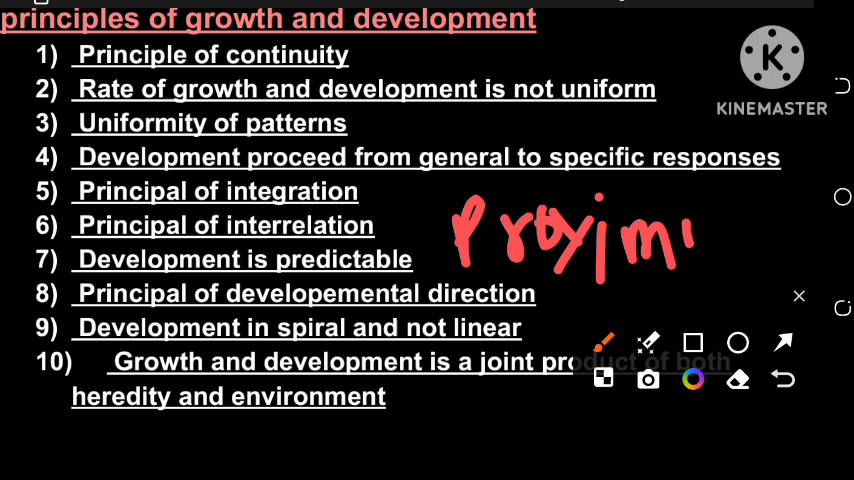 principles of growth and development
1) Principle of continuity
KINEMASTER
2) Rate of growth and development is not uniform
3) Uniformity of patterns
4) Development proceed from general to specific responses
5) Principal of integration
6) Principal of interrelation
7) Development is predictable
8) Principal of developemental direction
9) Development in spiral and not linear
10) Growth and development is a joint product of both
heredity and environment